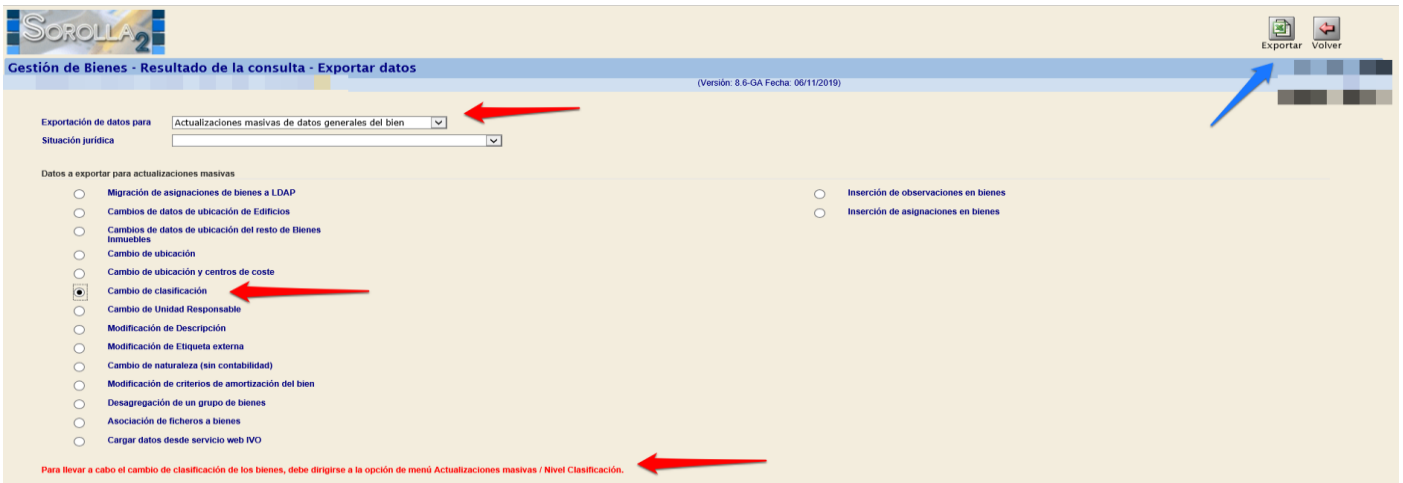 SOROLLA2
Exportar Volver
Gestión de Bienes - Resultado de la consulta - Exportar datos
(Versión: 8.6-GA Fecha: 06/11/2019)
Exportación de datos para Actualizaciones masivas de datos generales del bien
Situación jurídica
Datos a exportar para actualizaciones masivas
Migración de asignaciones de bienes a LDAP
Cambios de datos de ubicación de Edificios
Cambios de datos de ubicación del resto de Bienes
Inmuebles
Cambio de ubicación
Cambio de ubicación y centros de coste
Cambio de clasificación
Cambio de Unidad Responsable
Modificación de Descripción
Modificación de Etiqueta externa
Cambio de naturaleza (sin contabilidad)
Modificación de criterios de amortización del bien
Desagregación de un grupo de bienes
Asociación de ficheros a bienes
Cargar datos desde servicio web IVO
Inserción de observaciones en bienes
Inserción de asignaciones en bienes
Para llevar a cabo el cambio de clasificación de los bienes, debe dirigirse a la opción de menú Actualizaciones masivas / Nivel Clasificación.